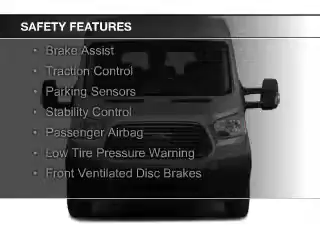 SAFETY FEATURES
• Brake Assist
• Traction Control
• Parking Sensors
• Stability Control
• Passenger Airbag
• Low Tire Pressure Warning
• Front Ventilated Disc Brakes